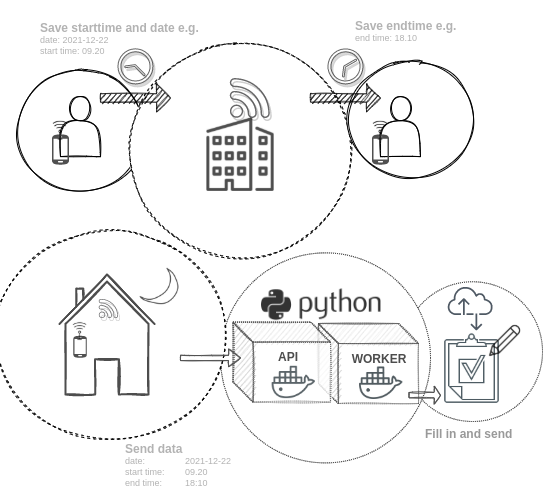 Save starttime and date e.g.
date: 2021-12-22
start time: 09.20
Save endtime e.g.
end time: 18.10
python
API
WORKER
Fill in and send
Send data
date: 2021-12-22
start time: 09.20
end time: 18:10